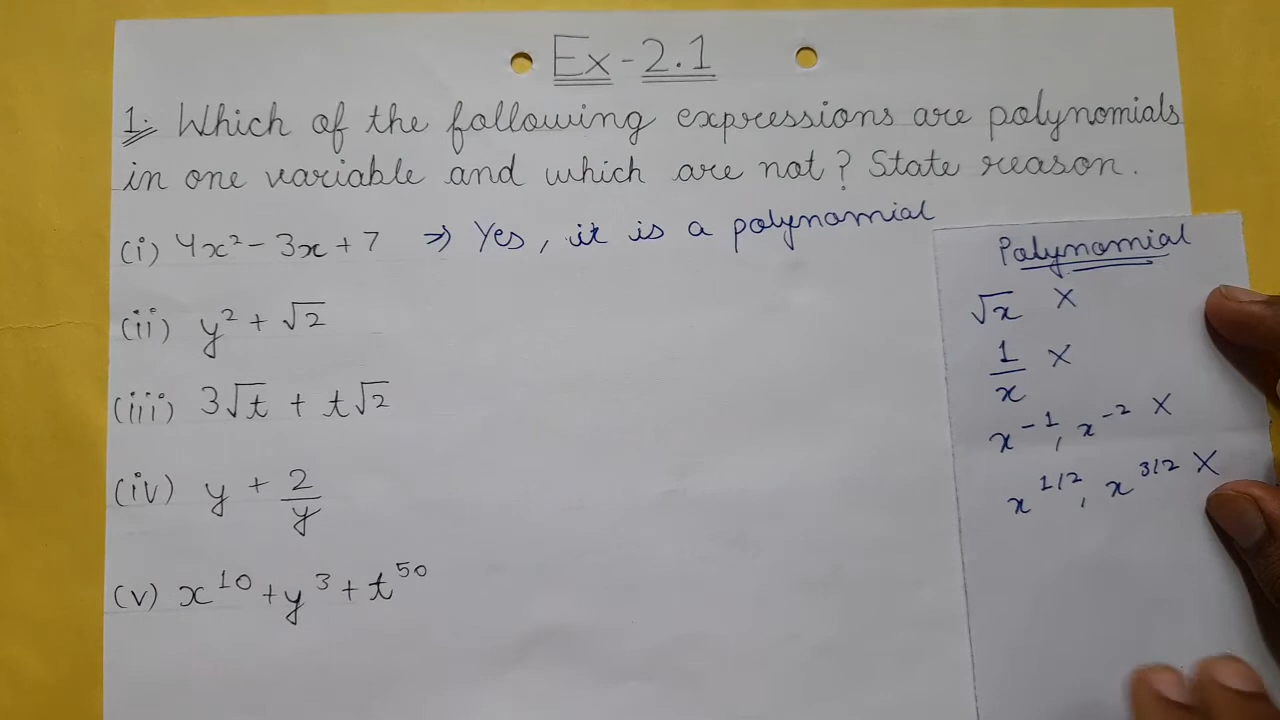 Ex-2.1
1. Which of the following expressions are polynomials
in one variable and which are not? State reason.
(i) 4x² - 3x + 7 ⇒ Yes, it is a polynomial
(ii) y² + √2
(iii) 3√t + t√2
(iv) y + 2/y
(v) x¹⁰ + y³ + t⁵⁰
Polynomial
√x ×
1/x ×
x⁻¹, x⁻² ×
x^1/2, x^3/2 ×